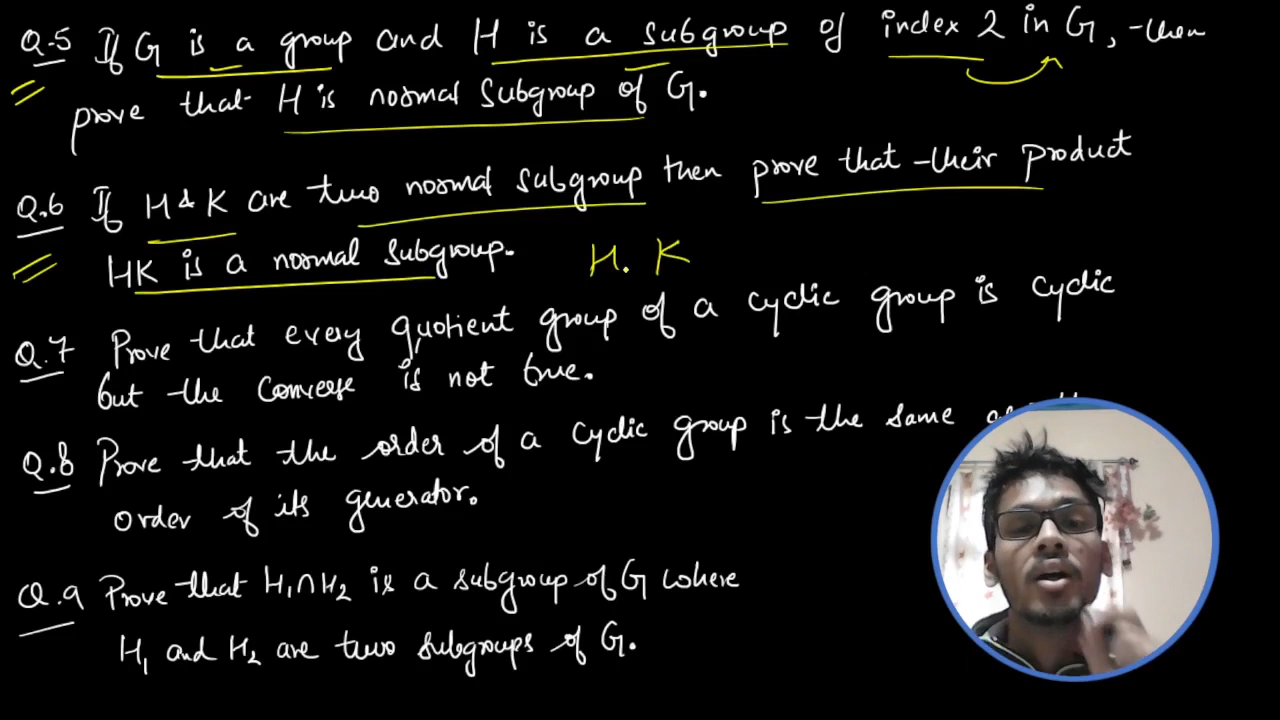 Q.5 If G is a group and H is a subgroup of index 2 in G, then
prove that H is normal subgroup of G.
Q.6 If H & K are two normal subgroup then prove that their product
HK is a normal subgroup. H. K
Q.7 Prove that every quotient group of a cyclic group is cyclic
but the converse is not true.
Q.8 Prove that the order of a cyclic group is the same
order of its generator.
Q.9 Prove that H₁∩H₂ is a subgroup of G where
H₁ and H₂ are two subgroups of G.